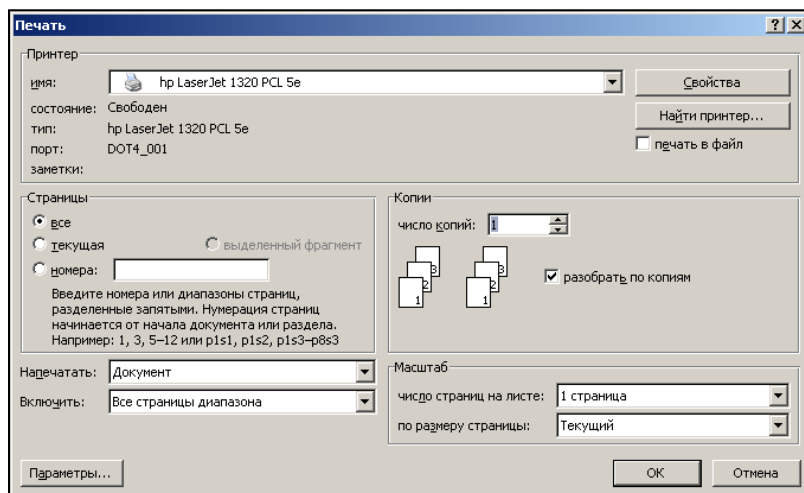 Печать
Принтер
имя: hp LaserJet 1320 PCL 5e
Свойства
состояние: Свободен
Найти принтер...
тип: hp LaserJet 1320 PCL 5e
порт: DOT4_001
печать в файл
заметки:
Страницы
все
текущая выделенный фрагмент
номера:
Введите номера или диапазоны страниц,
разделенные запятыми. Нумерация страниц
начинается от начала документа или раздела.
Например: 1, 3, 5–12 или p1s1, p1s2, p1s3–p8s3
Копии
число копий: 1
3 3
2 2
1 1
разобрать по копиям
Напечатать: Документ
Включить: Все страницы диапазона
Масштаб
число страниц на листе: 1 страница
по размеру страницы: Текущий
Параметры...
ОК
Отмена